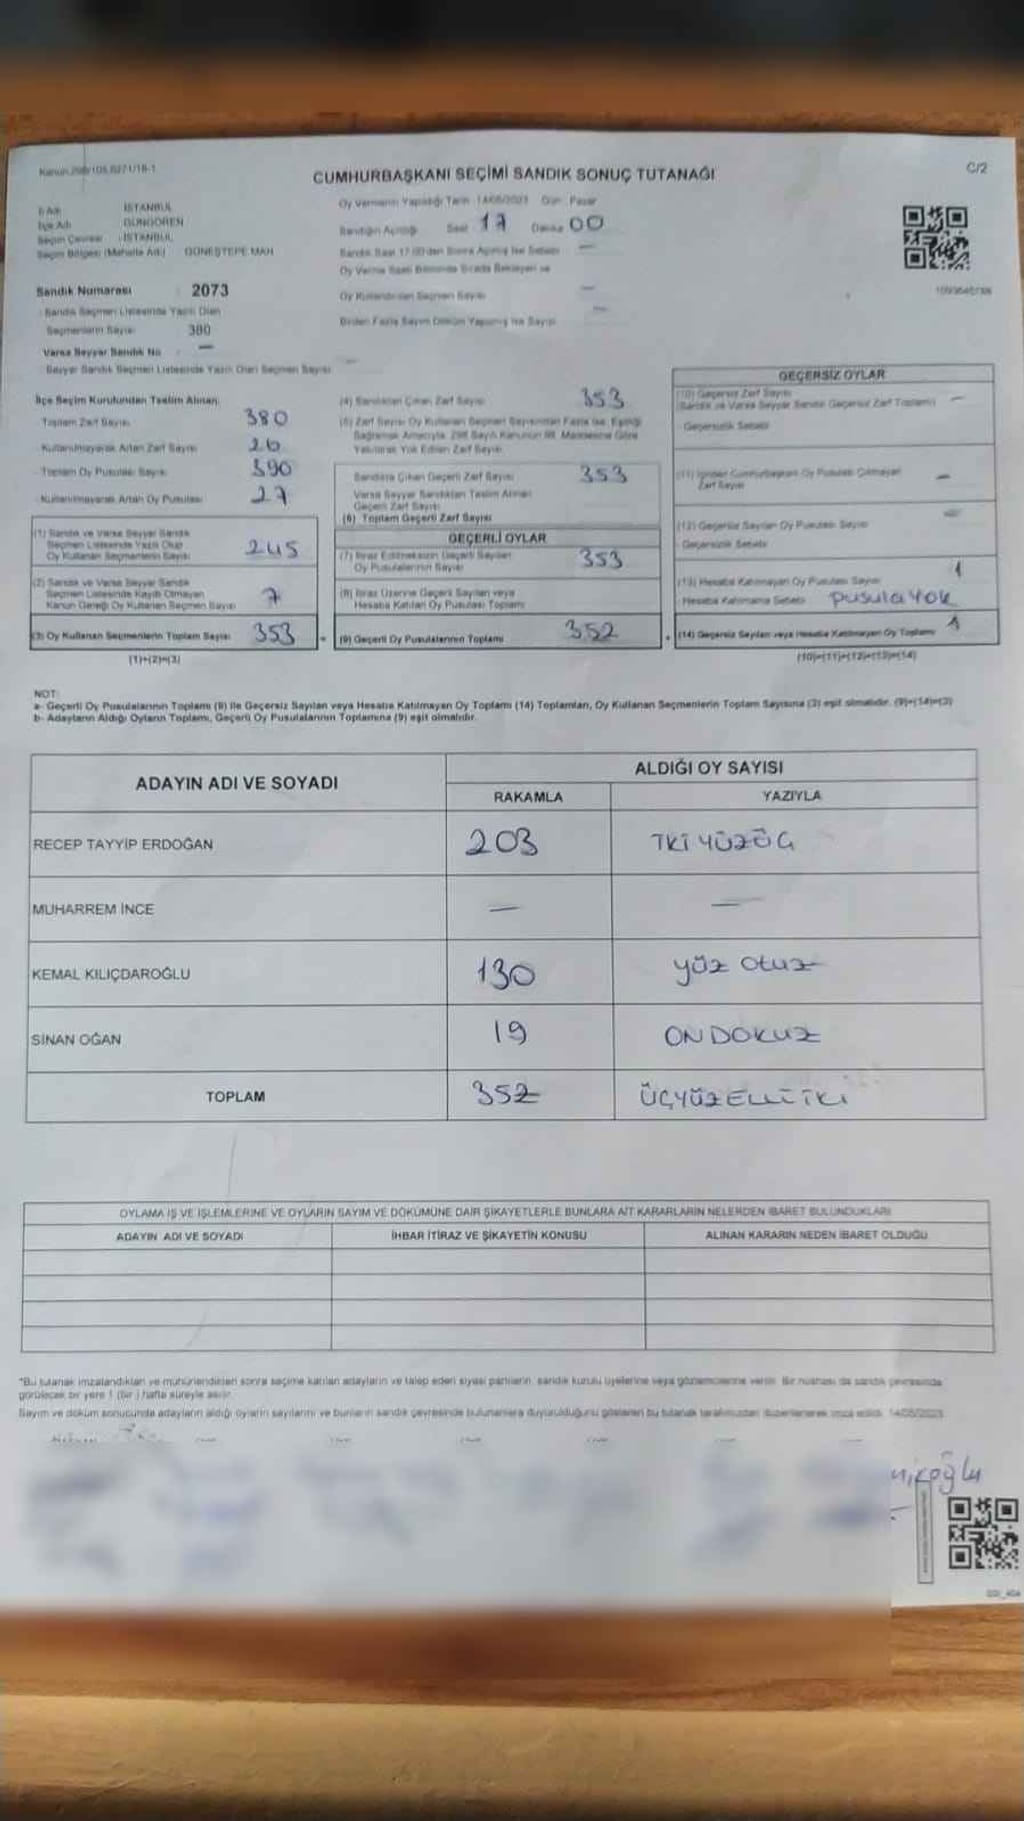 CUMHURBAŞKANI SEÇİMİ SANDIK SONUÇ TUTANAĞI
C/2
İl Adı İSTANBUL
İlçe Adı GÜNGÖREN
Seçim Çevresi : İSTANBUL
Seçim Bölgesi (Mahalle Adı) GÜNEŞTEPE MAH
Oy Vermenin Yapıldığı Tarih 14/05/2023 Gün Pazar
Sandığın Açıldığı Saat 17 Dakika 00
Sandık Saat 17.00'den Sonra Açılmış İse Sebebi —
Oy Verme Saati Bitiminde Sırada Bekleyen ve
Oy Kullandırılan Seçmen Sayısı —
Birden Fazla Sayım Döküm Yapılmış İse Sayısı —
Sandık Numarası : 2073
Sandık Seçmen Listesinde Yazılı Olan
Seçmenlerin Sayısı 380
Varsa Seyyar Sandık No : —
Seyyar Sandık Seçmen Listesinde Yazılı Olan Seçmen Sayısı —
İlçe Seçim Kurulundan Teslim Alınan
Toplam Zarf Sayısı 380
Kullanılmayarak Artan Zarf Sayısı 26
Toplam Oy Pusulası Sayısı 390
Kullanılmayarak Artan Oy Pusulası 27
(1) Sandık ve Varsa Seyyar Sandık
Seçmen Listesinde Yazılı Olup
Oy Kullanan Seçmenlerin Sayısı 245
(2) Sandık ve Varsa Seyyar Sandık
Seçmen Listesinde Kaydı Olmayan
Kanun Gereği Oy Kullanan Seçmen Sayısı 7
(3) Oy Kullanan Seçmenlerin Toplam Sayısı 353
(1)+(2)=(3)
(4) Sandıktan Çıkan Zarf Sayısı 353
(5) Zarf Sayısı Oy Kullanan Seçmen Sayısından Fazla İse, Eşitliği
Sağlamak Amacıyla, 298 Sayılı Kanunun 98. Maddesine Göre
Yakılarak Yok Edilen Zarf Sayısı
Sandıkta Çıkan Geçerli Zarf Sayısı 353
Varsa Seyyar Sandıktan Teslim Alınan
Geçerli Zarf Sayısı
(6) Toplam Geçerli Zarf Sayısı
GEÇERLİ OYLAR
(7) İtiraz Edilmeksizin Geçerli Sayılan
Oy Pusulalarının Sayısı 353
(8) İtiraz Üzerine Geçerli Sayılan veya
Hesaba Katılan Oy Pusulası Toplamı
(9) Geçerli Oy Pusulalarının Toplamı 352
GEÇERSİZ OYLAR
(10) Geçersiz Zarf Sayısı
(Sandık ve Varsa Seyyar Sandık Geçersiz Zarf Toplamı) —
Geçersizlik Sebebi
(11) İçinden Cumhurbaşkanı Oy Pusulası Çıkmayan
Zarf Sayısı —
(12) Geçersiz Sayılan Oy Pusulası Sayısı —
Geçersizlik Sebebi
(13) Hesaba Katılmayan Oy Pusulası Sayısı 1
Hesaba Katılmama Sebebi pusula yok
(14) Geçersiz Sayılan veya Hesaba Katılmayan Oy Toplamı 1
(10)+(11)+(12)+(13)=(14)
NOT:
a- Geçerli Oy Pusulalarının Toplamı (9) ile Geçersiz Sayılan veya Hesaba Katılmayan Oy Toplamı (14) Toplamları, Oy Kullanan Seçmenlerin Toplam Sayısına (3) eşit olmalıdır. (9)+(14)=(3)
b- Adayların Aldığı Oyların Toplamı, Geçerli Oy Pusulalarının Toplamına (9) eşit olmalıdır.
ADAYIN ADI VE SOYADI ALDIĞI OY SAYISI
RAKAMLA YAZIYLA
RECEP TAYYİP ERDOĞAN 203 İKİ YÜZÜÇ
MUHARREM İNCE — —
KEMAL KILIÇDAROĞLU 130 yüz otuz
SİNAN OĞAN 19 ONDOKUZ
TOPLAM 352 ÜÇYÜZELLİİKİ
OYLAMA İŞ VE İŞLEMLERİNE VE OYLARIN SAYIM VE DÖKÜMÜNE DAİR ŞİKAYETLERLE BUNLARA AİT KARARLARIN NELERDEN İBARET BULUNDUKLARI
ADAYIN ADI VE SOYADI İHBAR İTİRAZ VE ŞİKAYETİN KONUSU ALINAN KARARIN NEDEN İBARET OLDUĞU
*Bu tutanak imzalandıktan ve mühürlendikten sonra seçime katılan adayların ve talep eden siyasi partilerin, sandık kurulu üyelerine veya gözlemcilerine verilir. Bir nüshası da sandık çevresinde
görülecek bir yere 1 (bir) hafta süreyle asılır.
Sayım ve döküm sonucunda adayların aldığı oyların sayılarını ve bunların sandık çevresinde bulunanlara duyurulduğunu gösteren bu tutanak tarafımızdan düzenlenerek imza edildi. 14/05/2023